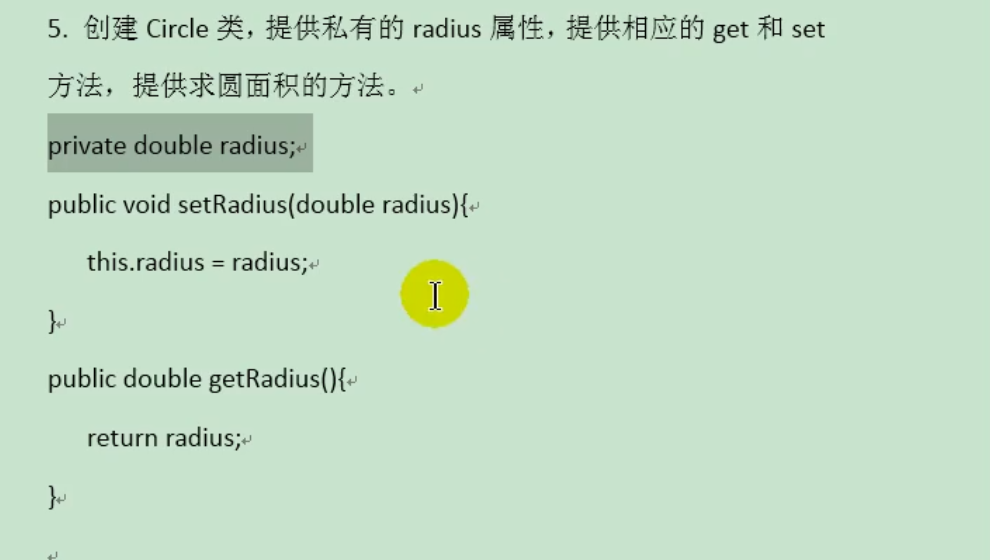 5. 创建 Circle 类，提供私有的 radius 属性，提供相应的 get 和 set
方法，提供求圆面积的方法。
private double radius;
public void setRadius(double radius){
this.radius = radius;
}
public double getRadius(){
return radius;
}